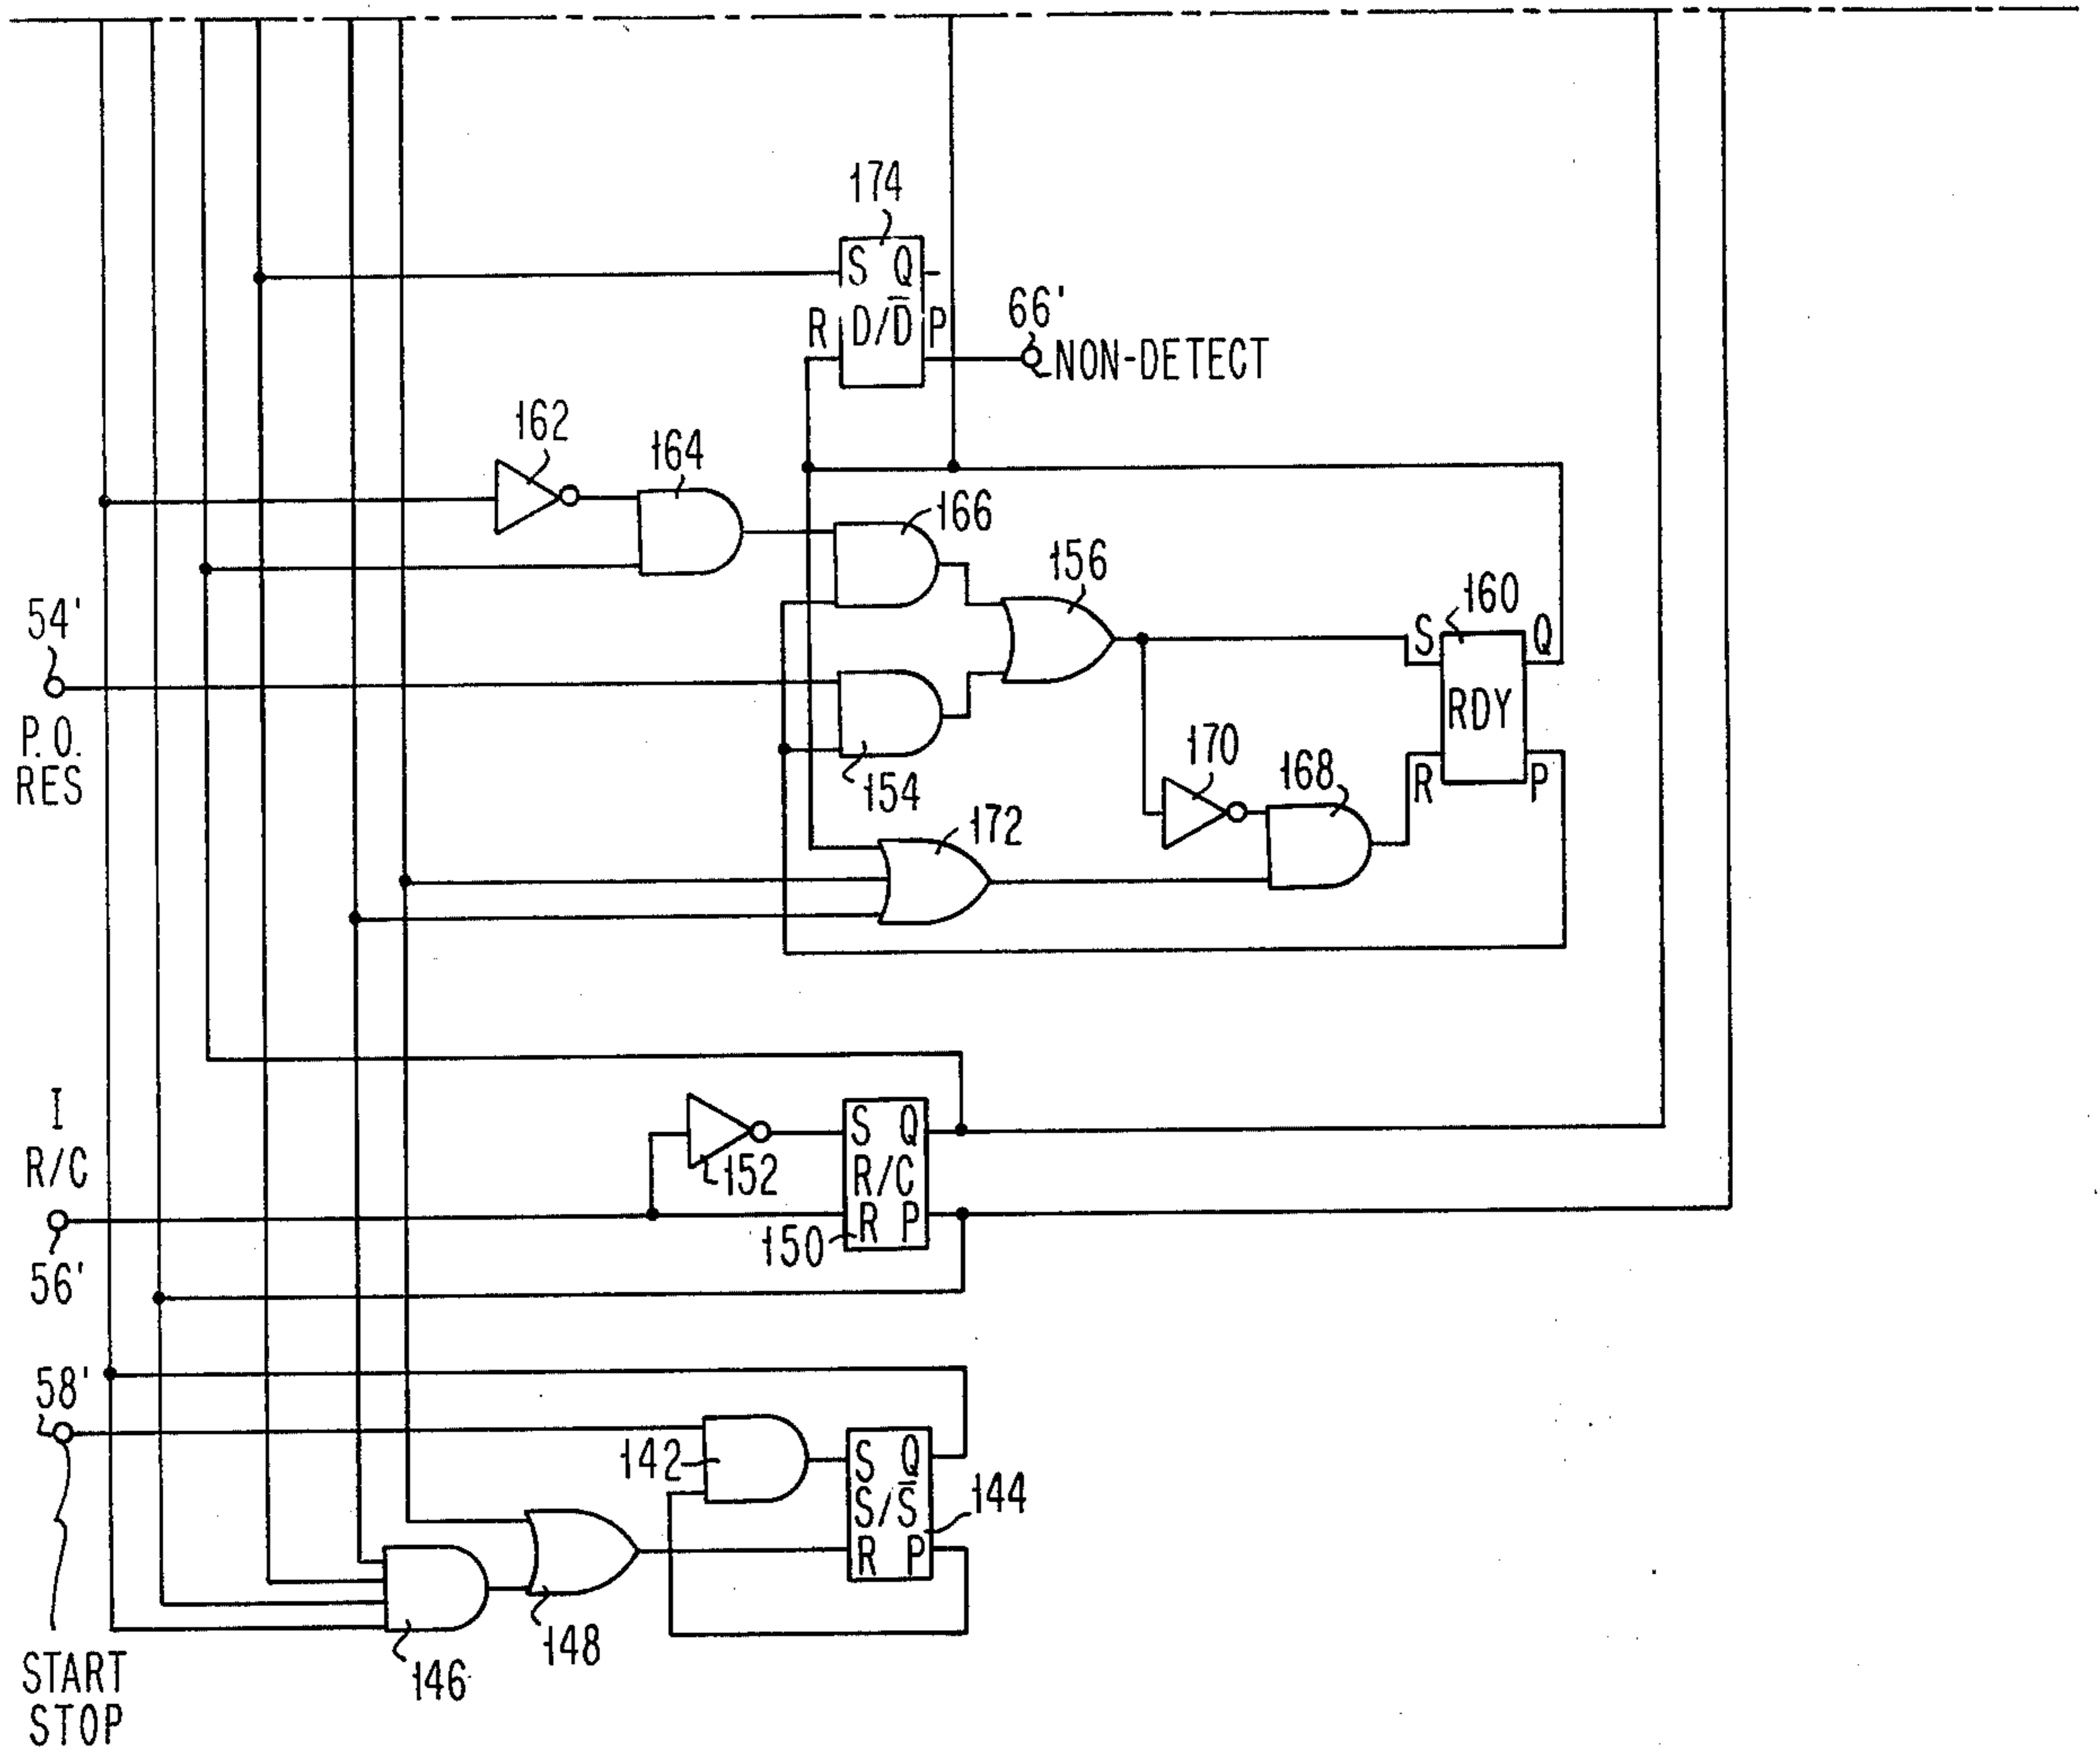 174
S Q
R D/D̅ P
66'
NON-DETECT
162
164
166
156
54'
P.O.
RES
160
S Q
RDY
R P
154
170
168
172
I
R/C
56'
152
S Q
R/C
R P
150
58'
142
S Q
S/S̅
R P
144
146
148
START
STOP